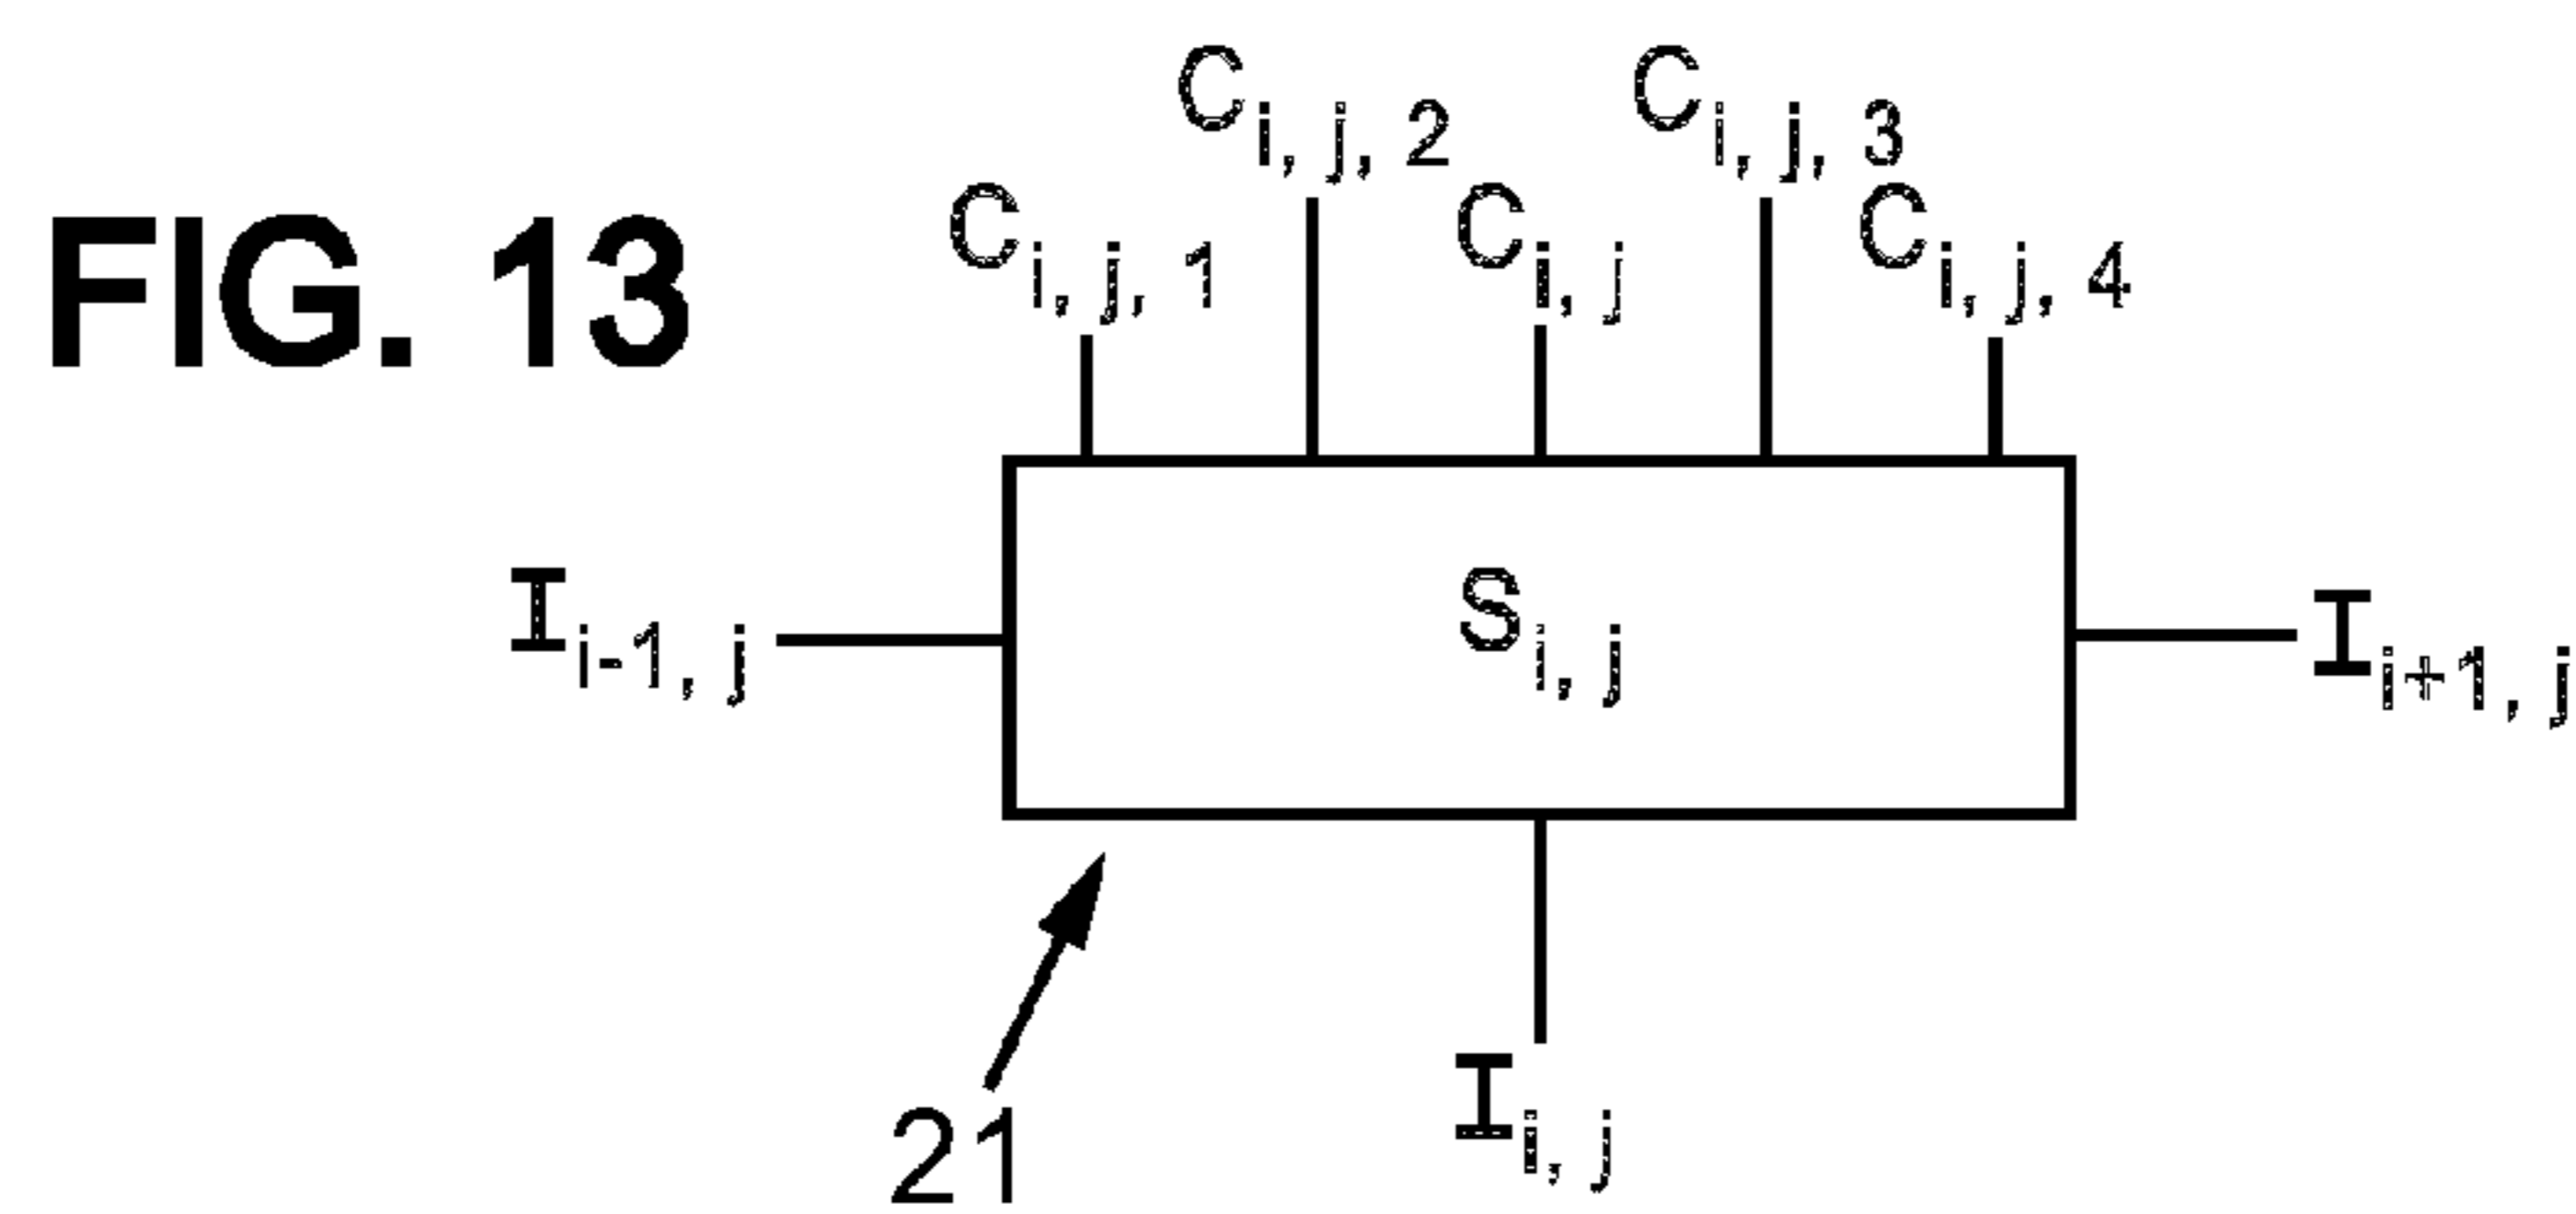 FIG. 13
C i, j, 2
C i, j, 3
C i, j, 1
C i, j
C i, j, 4
I i-1, j
S i, j
I i+1, j
21
I i, j